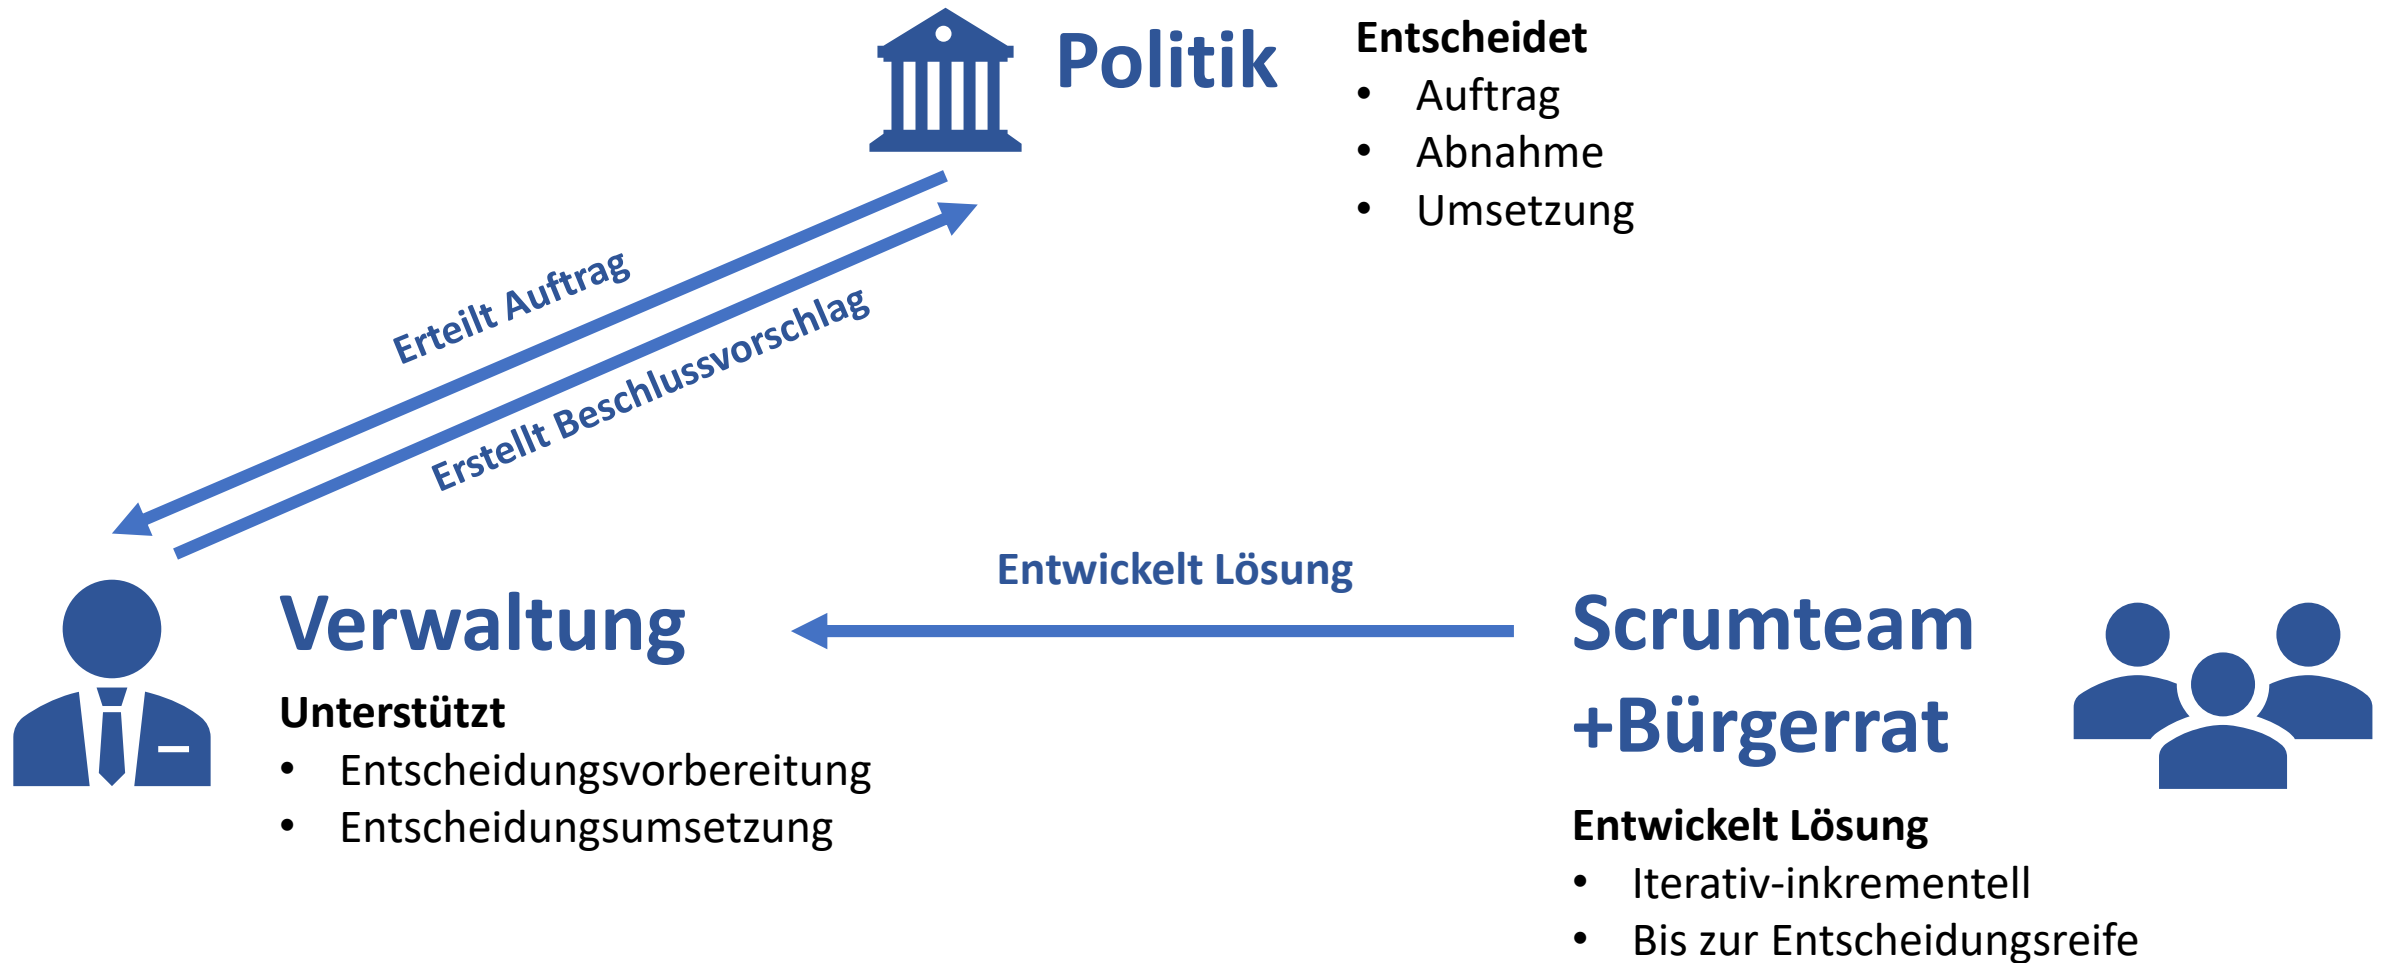 Politik
Entscheidet
• Auftrag
• Abnahme
• Umsetzung
Erteilt Auftrag
Erstellt Beschlussvorschlag
Entwickelt Lösung
Verwaltung
Unterstützt
• Entscheidungsvorbereitung
• Entscheidungsumsetzung
Scrumteam
+Bürgerrat
Entwickelt Lösung
• Iterativ-inkrementell
• Bis zur Entscheidungsreife